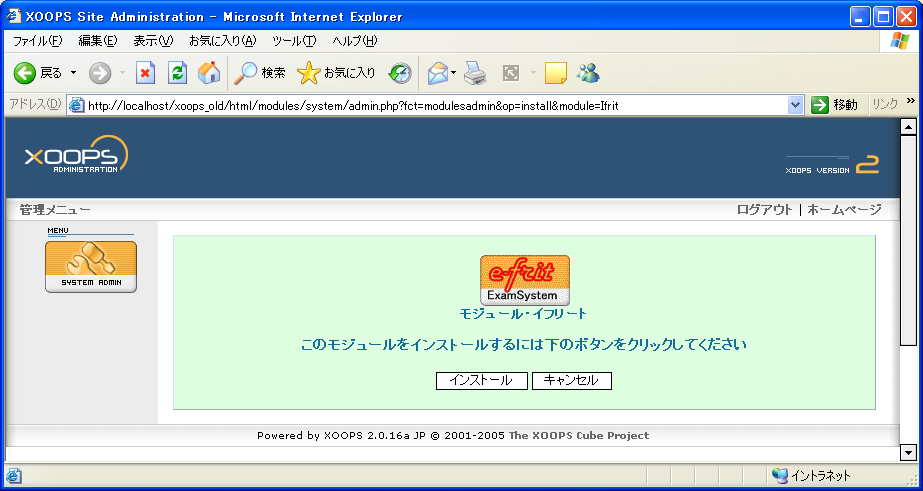 XOOPS Site Administration - Microsoft Internet Explorer
ファイル(F) 編集(E) 表示(V) お気に入り(A) ツール(T) ヘルプ(H)
戻る 検索 お気に入り
アドレス(D) http://localhost/xoops_old/html/modules/system/admin.php?fct=modulesadmin&op=install&module=Ifrit 移動 リンク »
XOOPS
ADMINISTRATION
XOOPS VERSION 2
管理メニュー ログアウト | ホームページ
MENU
SYSTEM ADMIN
e-frit
ExamSystem
モジュール・イフリート
このモジュールをインストールするには下のボタンをクリックしてください
インストール キャンセル
Powered by XOOPS 2.0.16a JP © 2001-2005 The XOOPS Cube Project
イントラネット